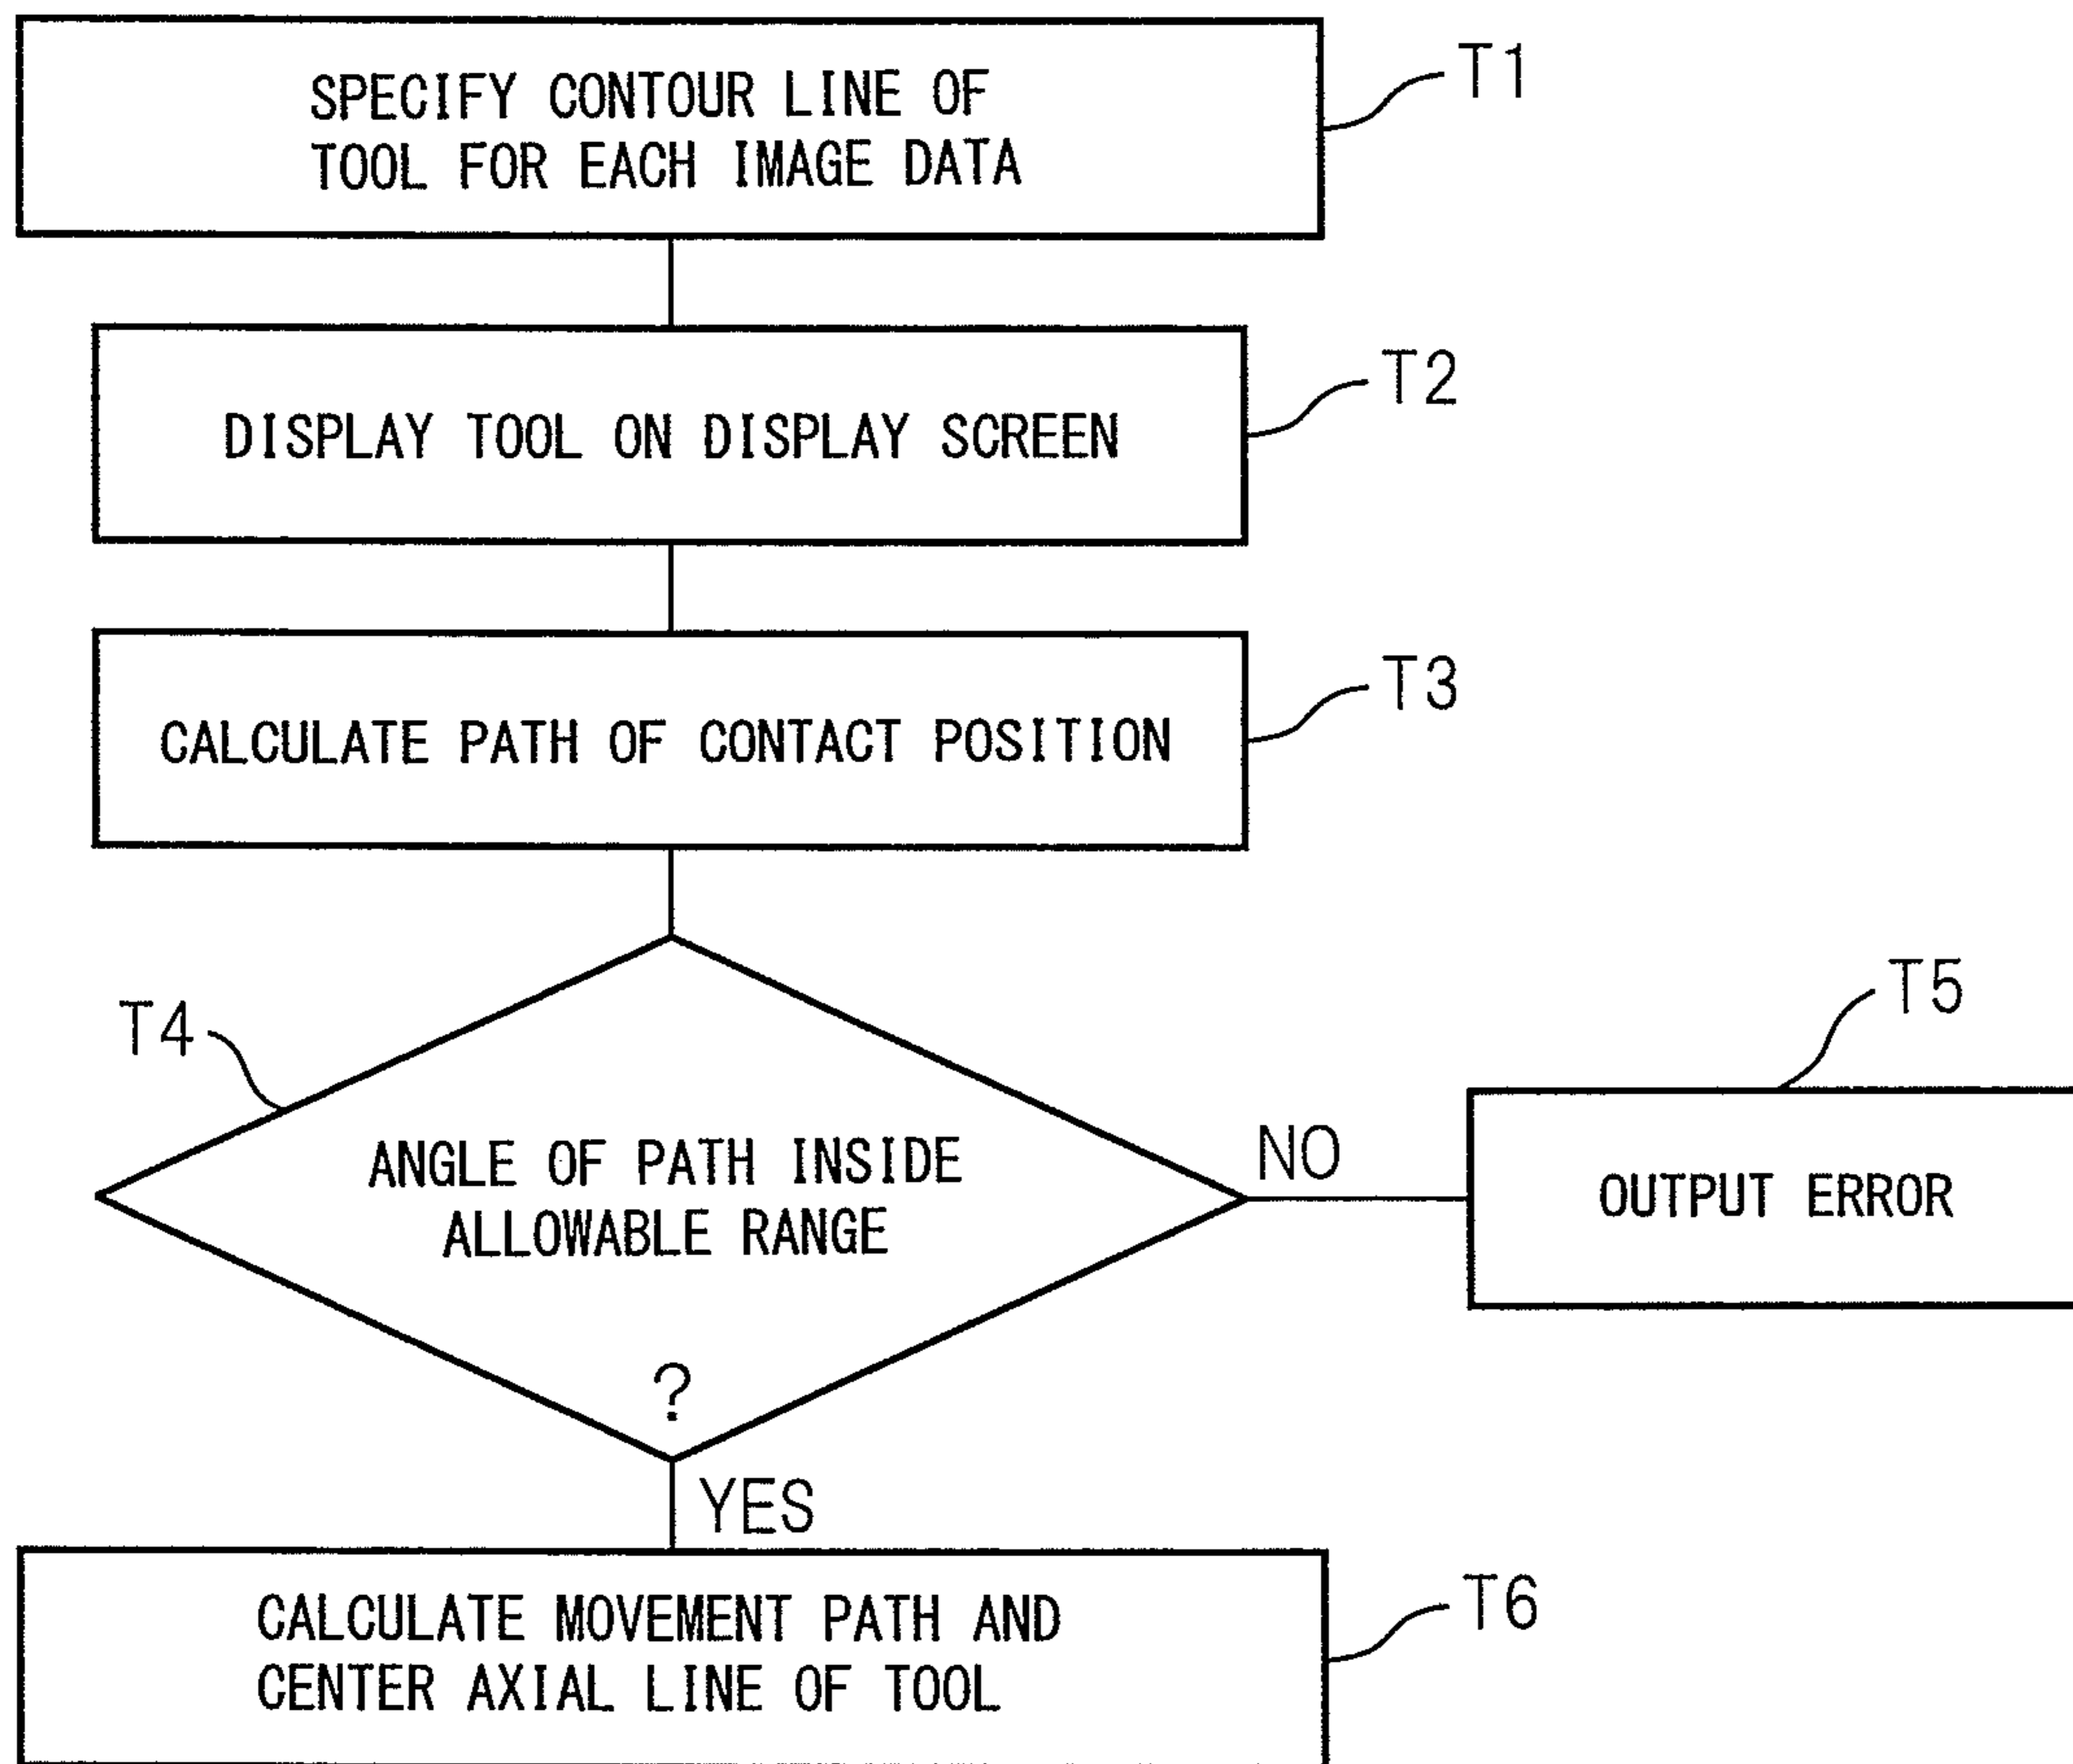 SPECIFY CONTOUR LINE OF
TOOL FOR EACH IMAGE DATA
T1
DISPLAY TOOL ON DISPLAY SCREEN
T2
CALCULATE PATH OF CONTACT POSITION
T3
T4
ANGLE OF PATH INSIDE
ALLOWABLE RANGE
?
NO
T5
OUTPUT ERROR
YES
CALCULATE MOVEMENT PATH AND
CENTER AXIAL LINE OF TOOL
T6